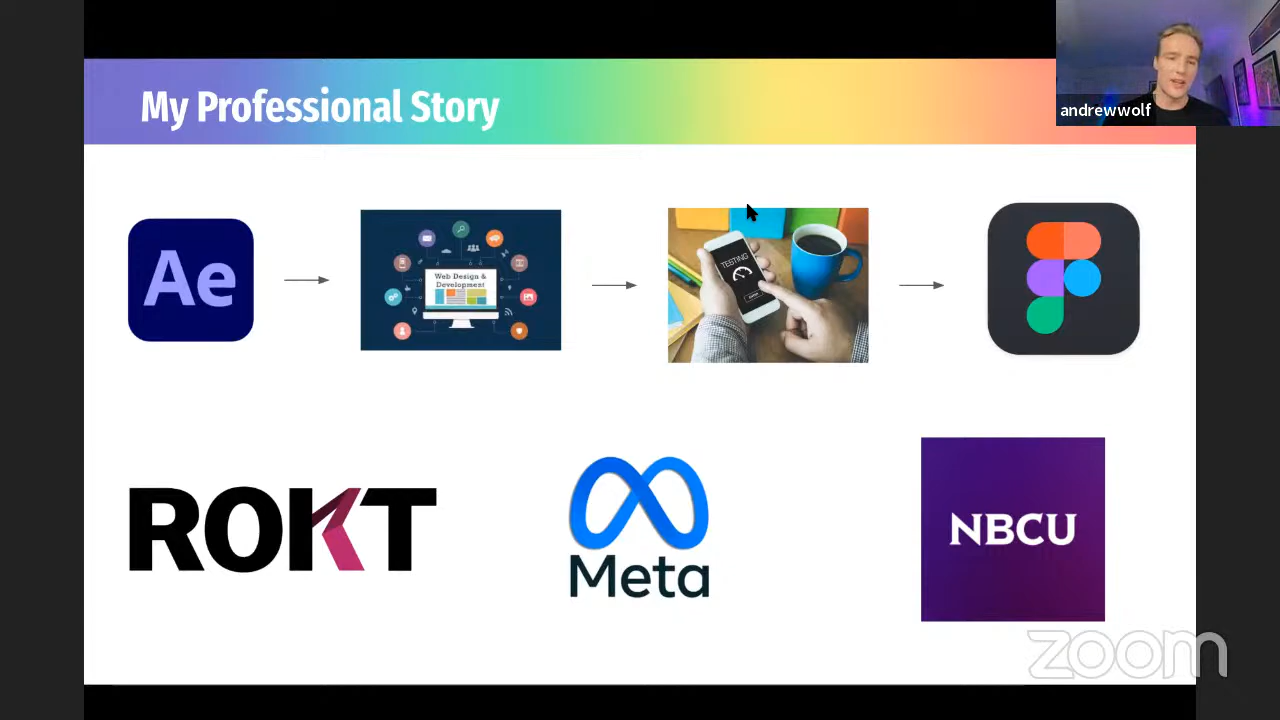 My Professional Story
andrewwolf
Ae
Web Design &
Development
TESTING
ROKT
Meta
NBCU
zoom